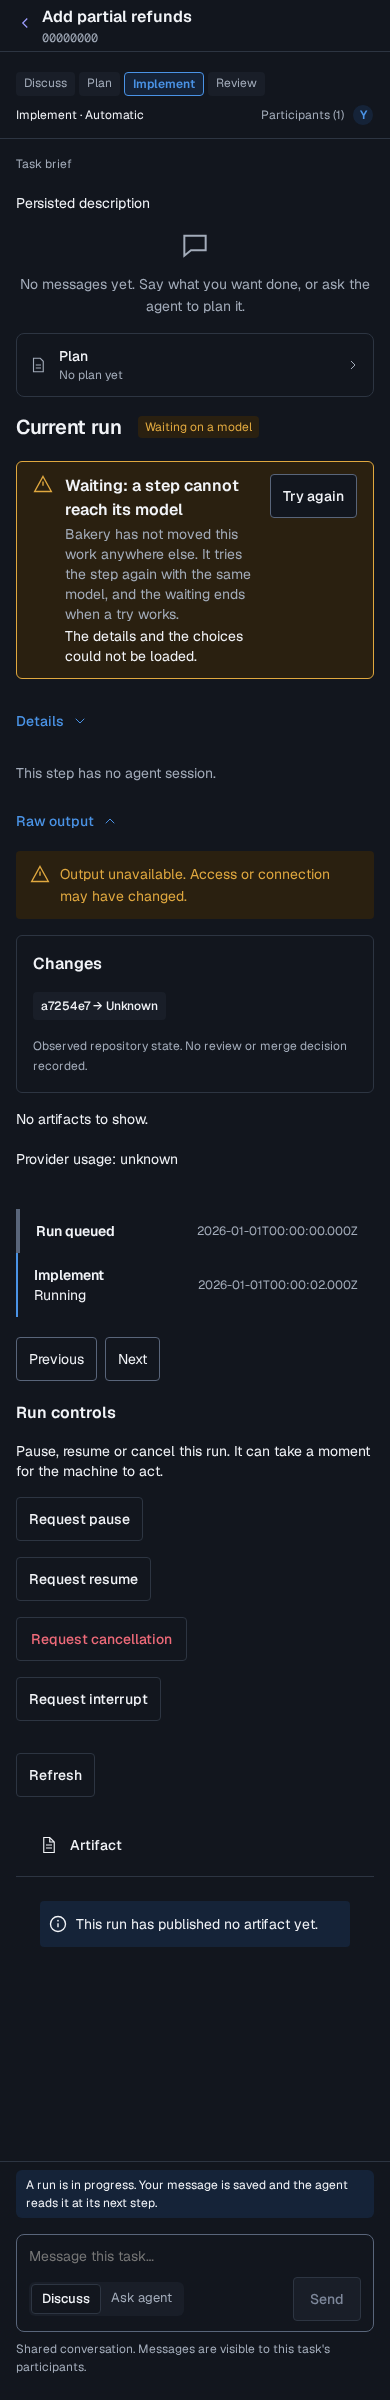 Add partial refunds
00000000
Discuss Plan Implement Review
Implement · Automatic Participants (1) Y
Task brief
Persisted description
No messages yet. Say what you want done, or ask the
agent to plan it.
Plan
No plan yet
Current run Waiting on a model
Waiting: a step cannot
reach its model
Try again
Bakery has not moved this
work anywhere else. It tries
the step again with the same
model, and the waiting ends
when a try works.
The details and the choices
could not be loaded.
Details
This step has no agent session.
Raw output
Output unavailable. Access or connection
may have changed.
Changes
a7254e7 → Unknown
Observed repository state. No review or merge decision
recorded.
No artifacts to show.
Provider usage: unknown
Run queued 2026-01-01T00:00:00.000Z
Implement
Running
2026-01-01T00:00:02.000Z
Previous Next
Run controls
Pause, resume or cancel this run. It can take a moment
for the machine to act.
Request pause
Request resume
Request cancellation
Request interrupt
Refresh
Artifact
This run has published no artifact yet.
A run is in progress. Your message is saved and the agent
reads it at its next step.
Message this task...
Discuss Ask agent Send
Shared conversation. Messages are visible to this task's
participants.